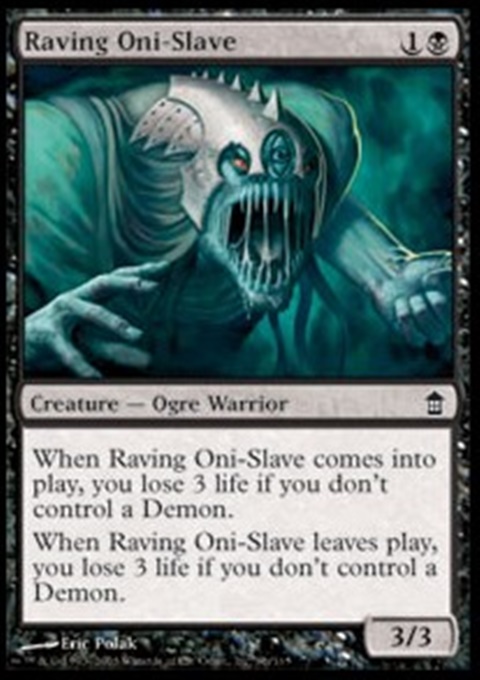 Raving Oni-Slave 1
Creature — Ogre Warrior
When Raving Oni-Slave comes into
play, you lose 3 life if you don't
control a Demon.
When Raving Oni-Slave leaves play,
you lose 3 life if you don't control a
Demon.
3/3
Eric Polak